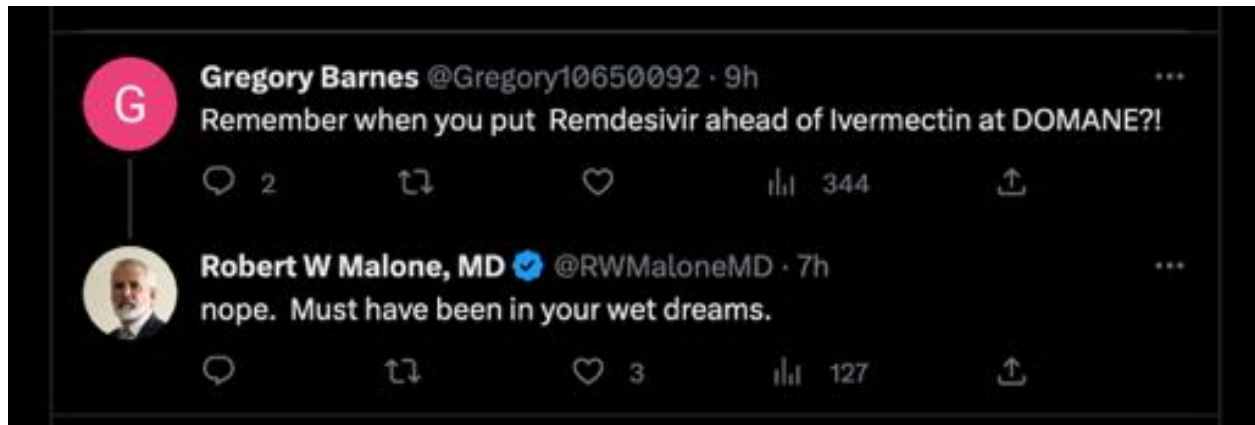 G
Gregory Barnes @Gregory10650092 · 9h
Remember when you put Remdesivir ahead of Ivermectin at DOMANE?!
2 344
Robert W Malone, MD @RWMaloneMD · 7h
nope. Must have been in your wet dreams.
3 127